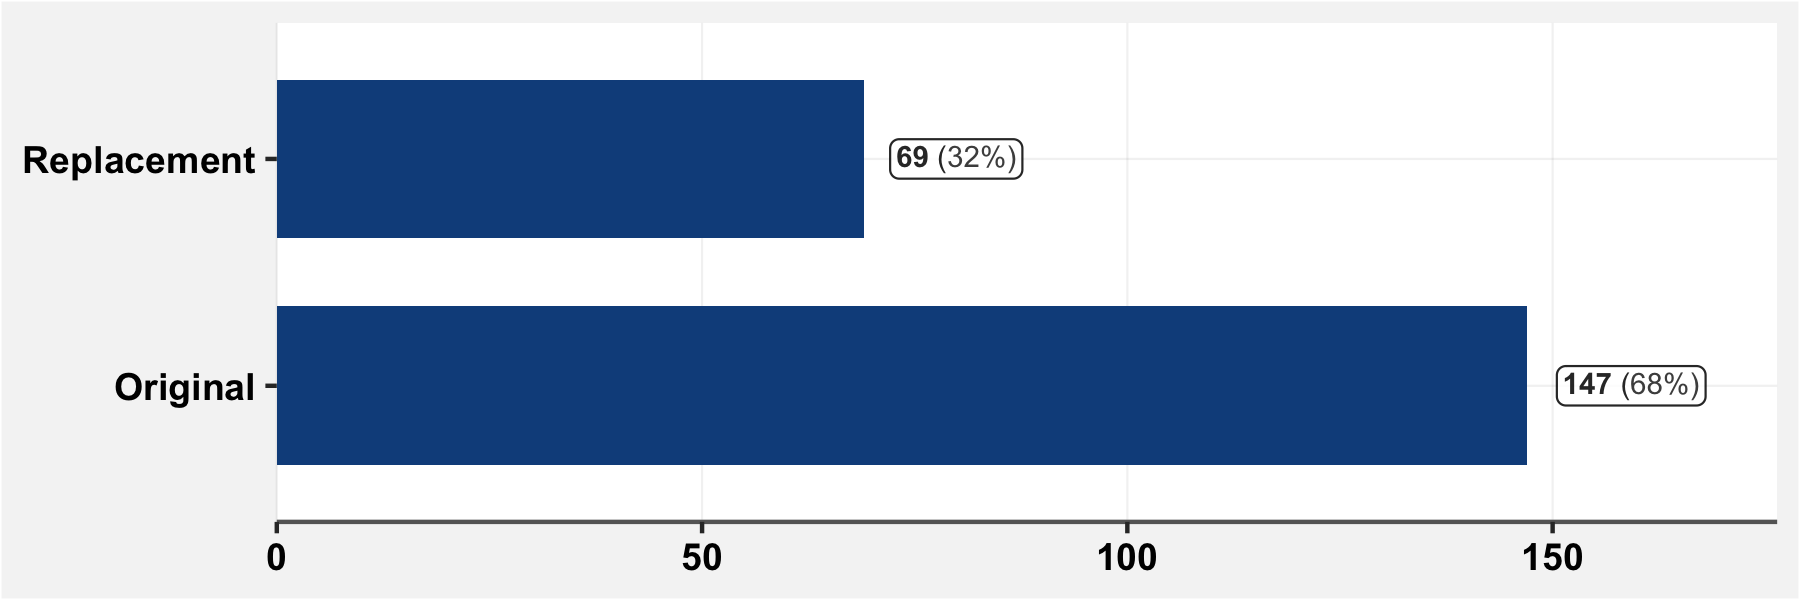 Replacement
69 (32%)
Original
147 (68%)
0 50 100 150